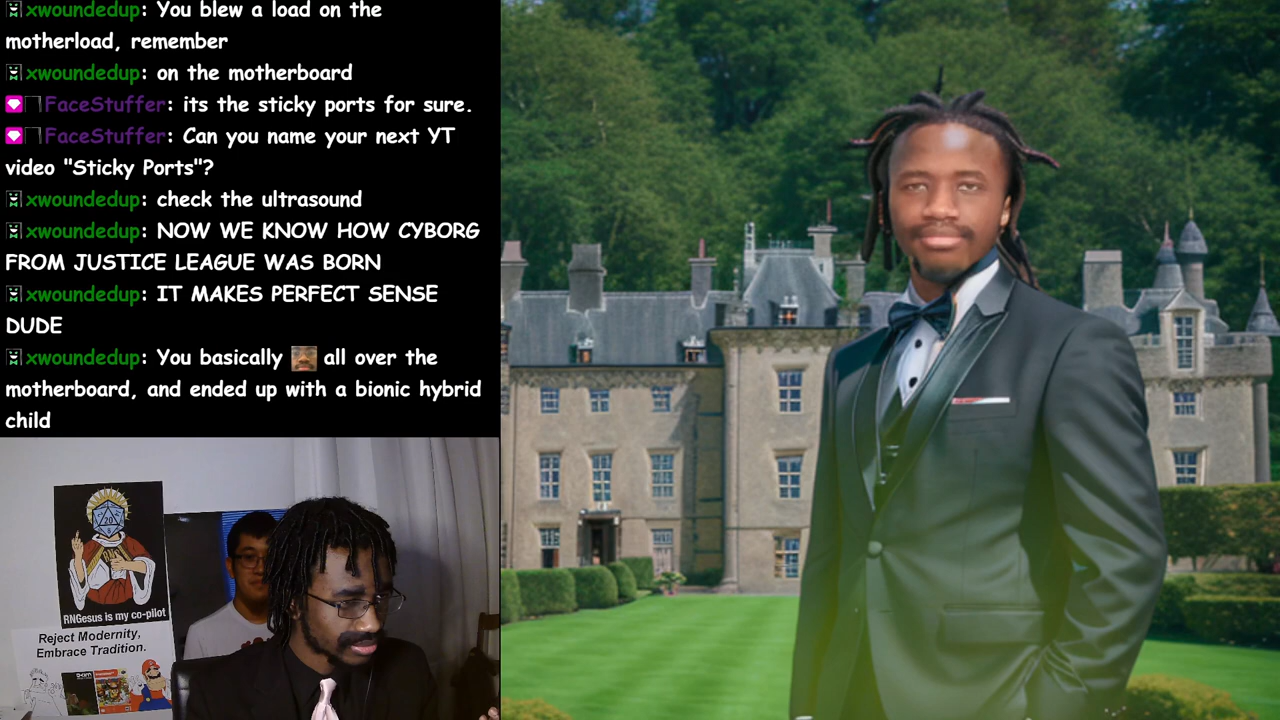 xwoundedup: You blew a load on the
motherload, remember
xwoundedup: on the motherboard
FaceStuffer: its the sticky ports for sure.
FaceStuffer: Can you name your next YT
video "Sticky Ports"?
xwoundedup: check the ultrasound
xwoundedup: NOW WE KNOW HOW CYBORG
FROM JUSTICE LEAGUE WAS BORN
xwoundedup: IT MAKES PERFECT SENSE
DUDE
xwoundedup: You basically all over the
motherboard, and ended up with a bionic hybrid
child
20
RNGesus is my co-pilot
Reject Modernity,
Embrace Tradition.